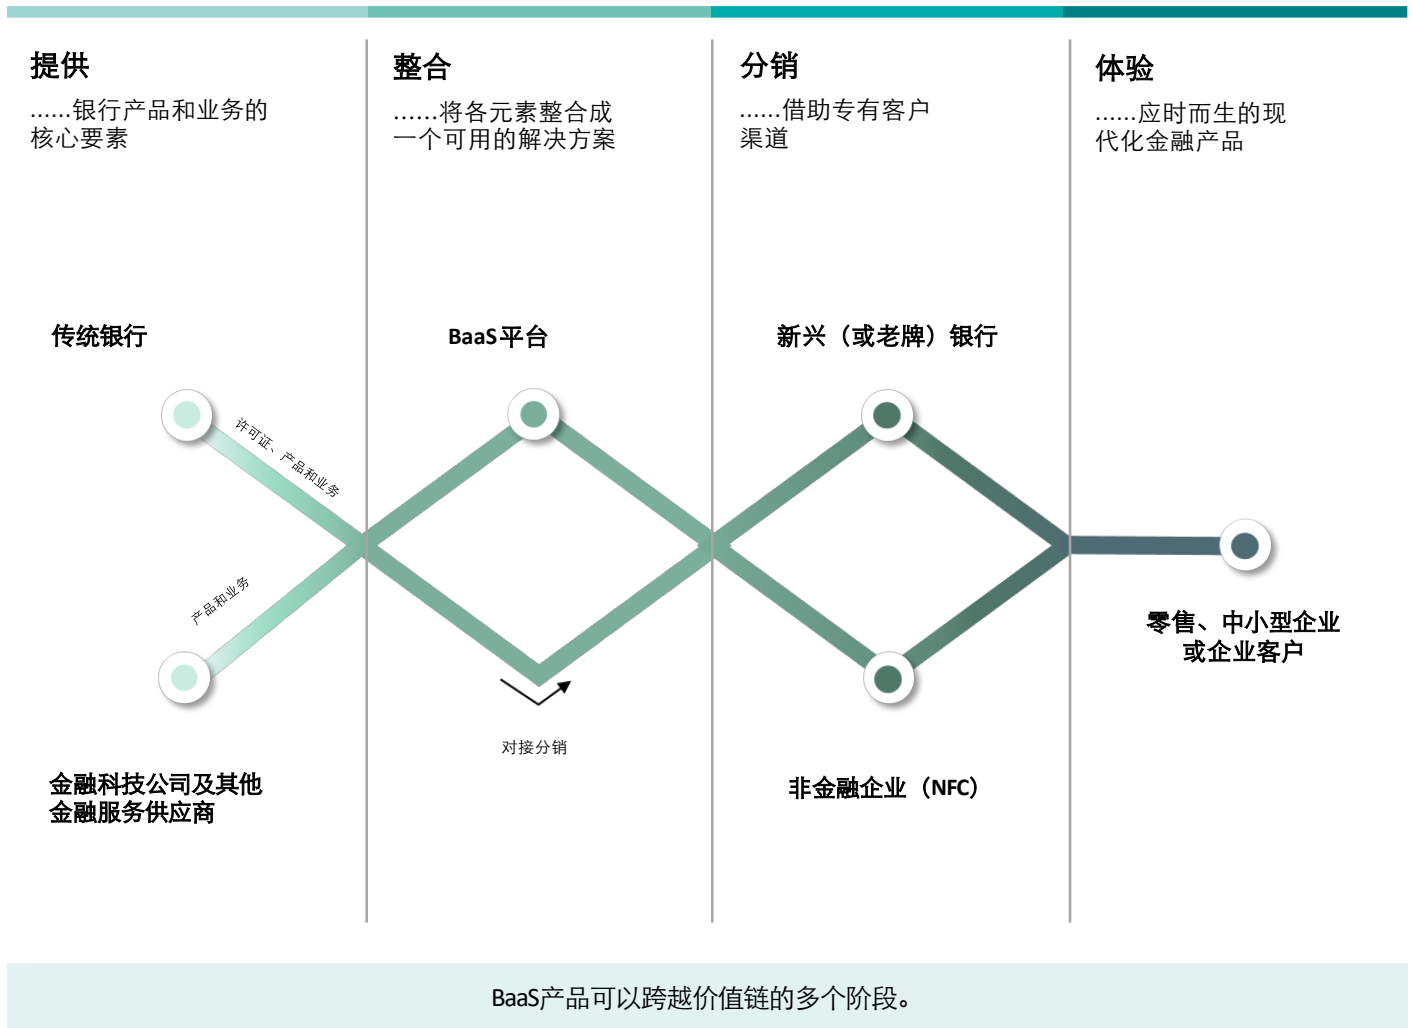 提供
......银行产品和业务的
核心要素
整合
......将各元素整合成
一个可用的解决方案
分销
......借助专有客户
渠道
体验
......应时而生的现
代化金融产品
传统银行
BaaS平台
新兴（或老牌）银行
许可证、产品和业务
产品和业务
零售、中小型企业
或企业客户
对接分销
金融科技公司及其他
金融服务供应商
非金融企业（NFC）
BaaS产品可以跨越价值链的多个阶段。